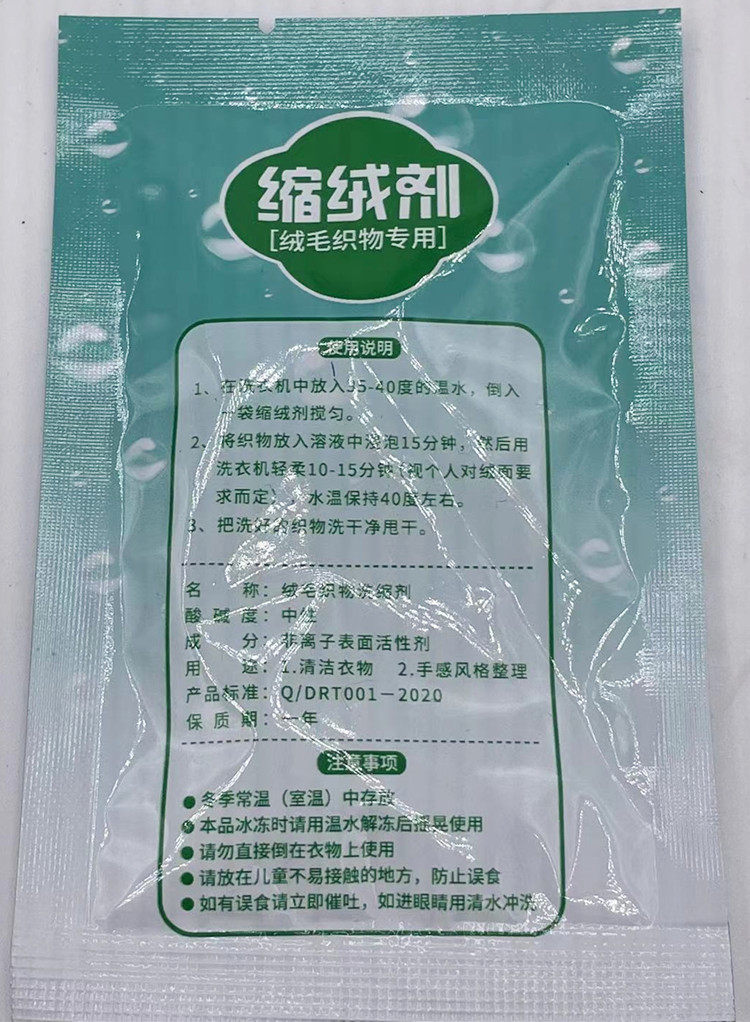 缩绒剂
[绒毛织物专用]
使用说明
1、在洗衣机中放入35-40度的温水，倒入
一袋缩绒剂搅匀。
2、将织物放入溶液中浸泡15分钟，然后用
洗衣机轻柔10-15分钟（视个人对绒面要
求而定），水温保持40度左右。
3、把洗好的织物洗干净甩干。
名 称：绒毛织物洗缩剂
酸碱度：中性
成 分：非离子表面活性剂
用 途：1.清洁衣物 2.手感风格整理
产品标准：Q/DRT001－2020
保质期：一年
注意事项
●冬季常温（室温）中存放
●本品冰冻时请用温水解冻后摇晃使用
●请勿直接倒在衣物上使用
●请放在儿童不易接触的地方，防止误食
●如有误食请立即催吐，如进眼睛用清水冲洗